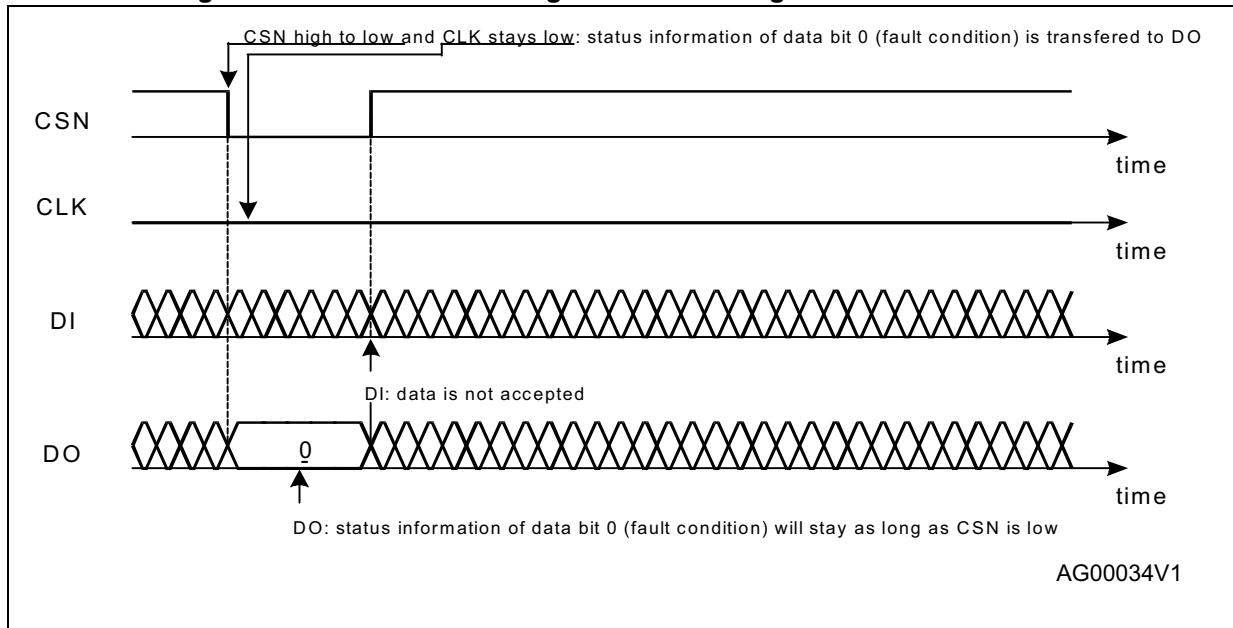 CSN high to low and CLK stays low: status information of data bit 0 (fault condition) is transfered to DO
CSN
time
CLK
time
DI
time
DI: data is not accepted
DO
0
time
DO: status information of data bit 0 (fault condition) will stay as long as CSN is low
AG00034V1